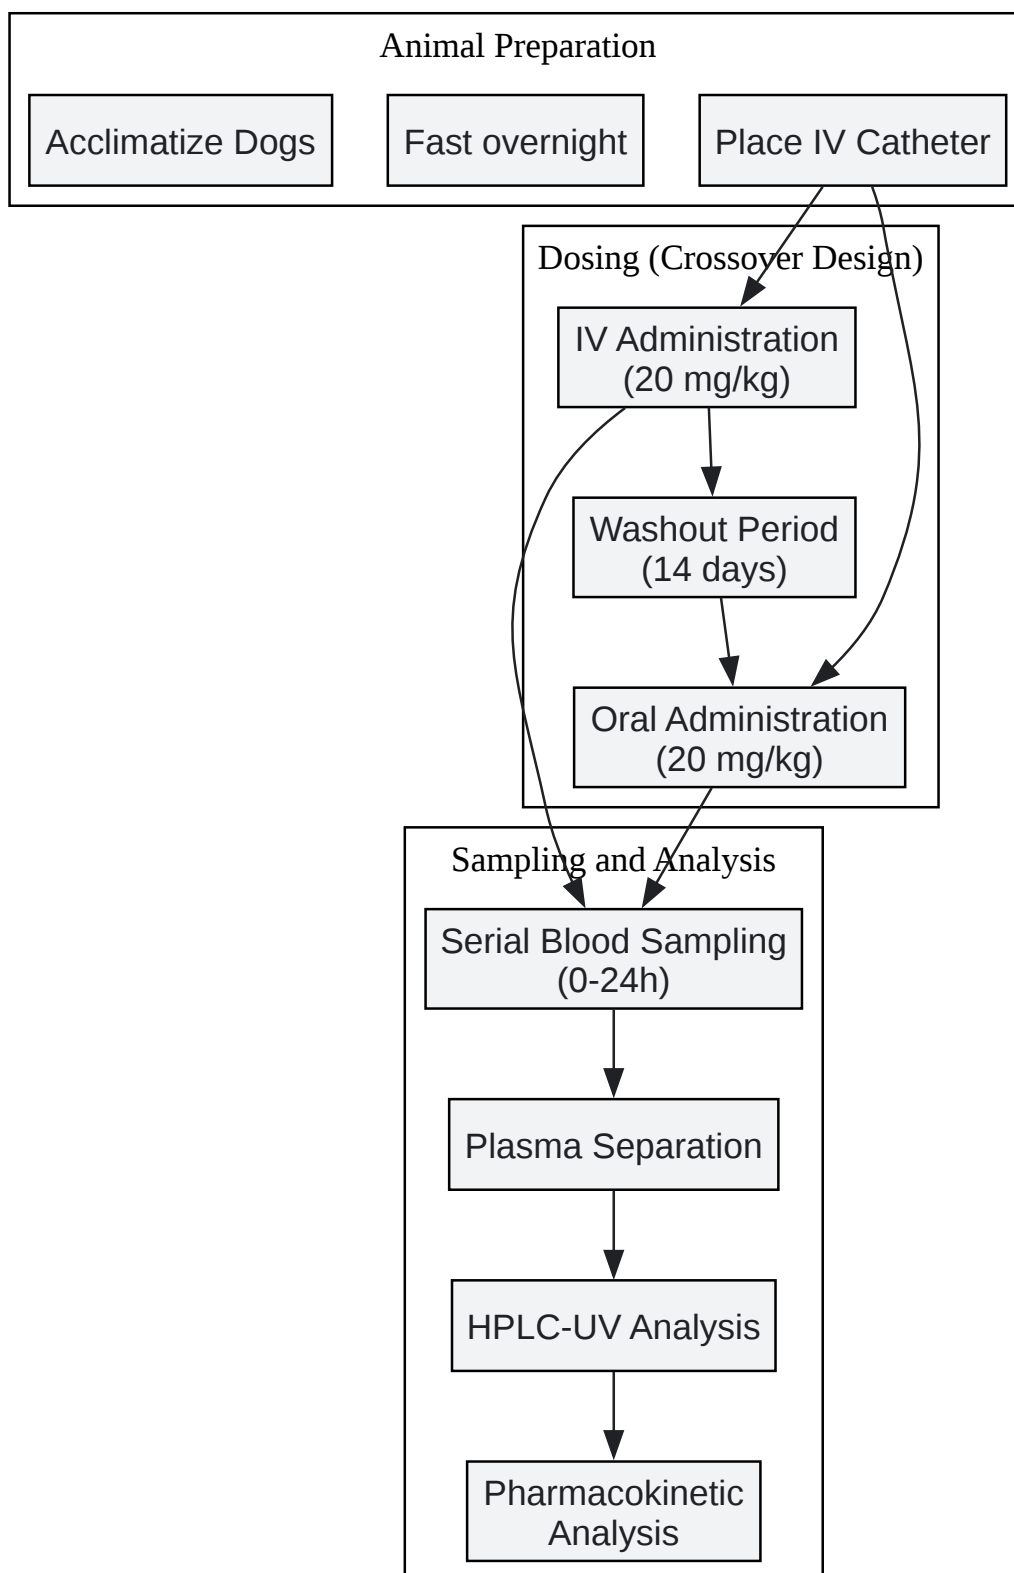 Animal Preparation
Acclimatize Dogs
Fast overnight
Place IV Catheter
Dosing (Crossover Design)
IV Administration
(20 mg/kg)
Washout Period
(14 days)
Oral Administration
(20 mg/kg)
Sampling and Analysis
Serial Blood Sampling
(0-24h)
Plasma Separation
HPLC-UV Analysis
Pharmacokinetic
Analysis